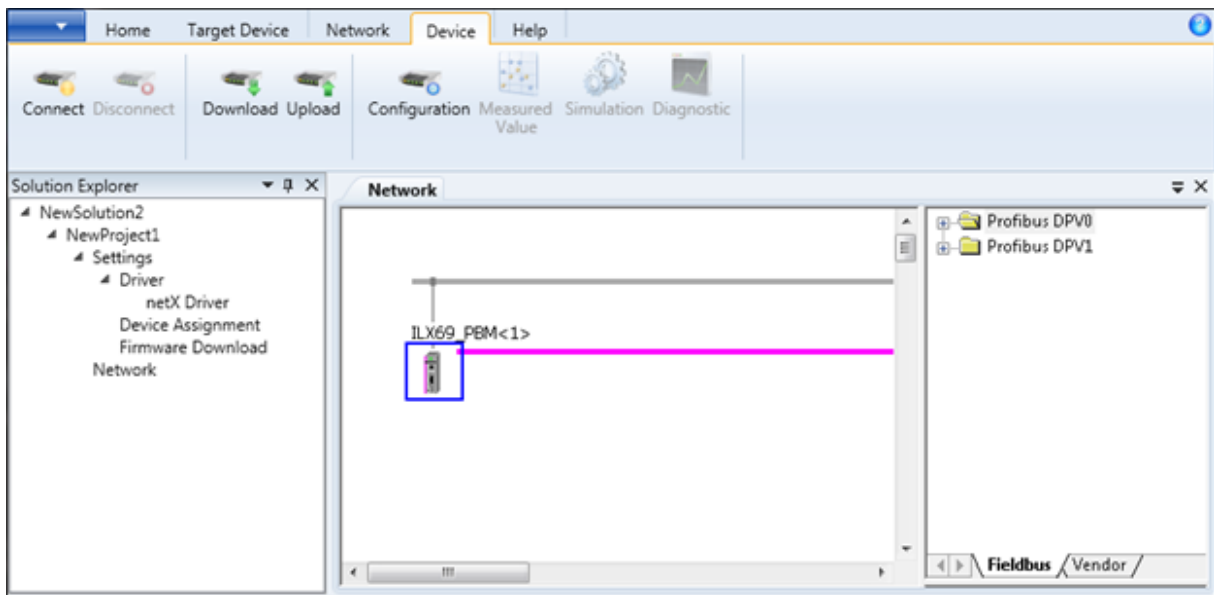 Home Target Device Network Device Help
Connect Disconnect Download Upload Configuration Measured Value Simulation Diagnostic
Solution Explorer
NewSolution2
NewProject1
Settings
Driver
netX Driver
Device Assignment
Firmware Download
Network
Network
ILX69_PBM<1>
Profibus DPV0
Profibus DPV1
Fieldbus Vendor